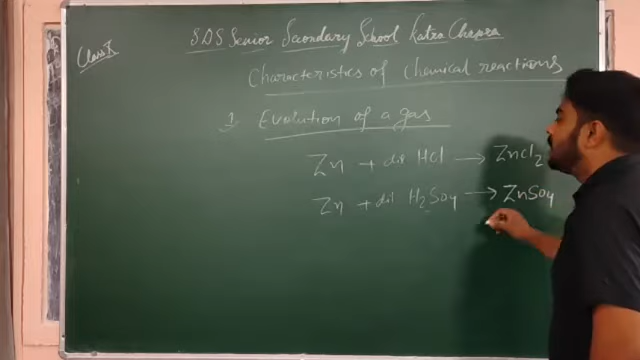 Class X
SDS Senior Secondary School Katra Chapra
Characteristics of Chemical reactions
1. Evolution of a gas
Zn + dil HCl → ZnCl2
Zn + dil H2SO4 → ZnSO4